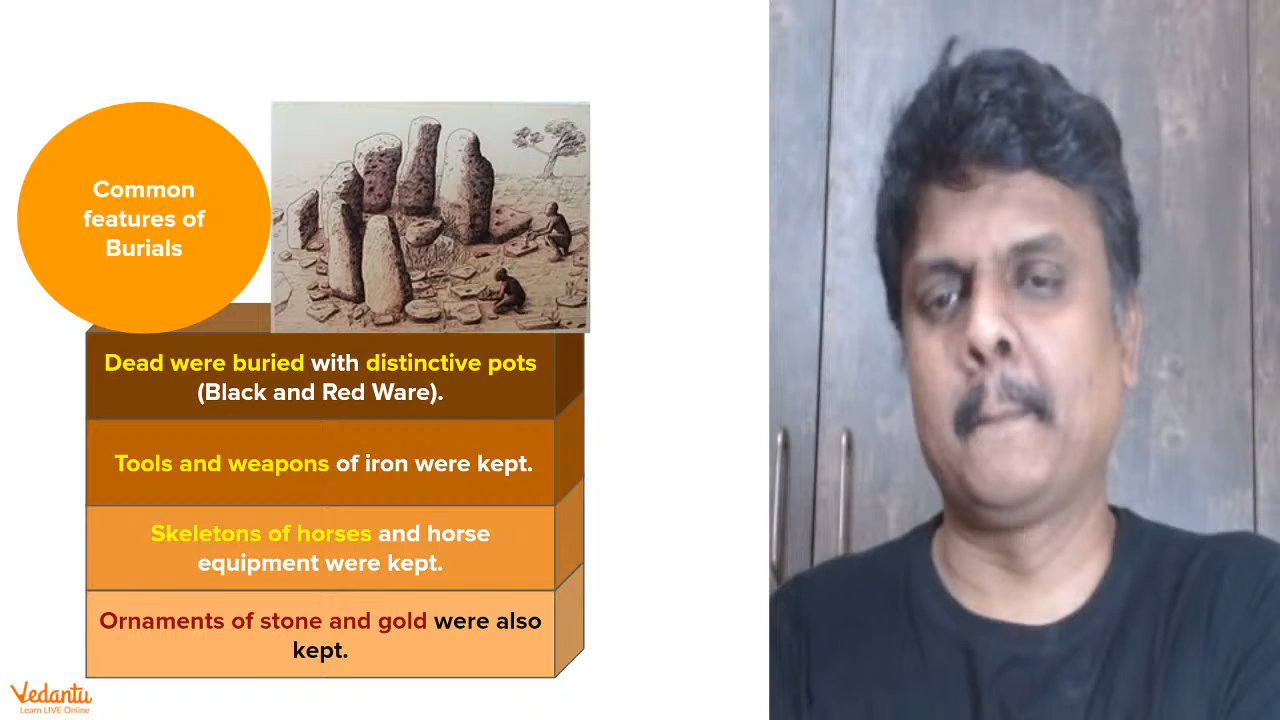 Common
features of
Burials
Dead were buried with distinctive pots
(Black and Red Ware).
Tools and weapons of iron were kept.
Skeletons of horses and horse
equipment were kept.
Ornaments of stone and gold were also
kept.
Vedantu
Learn LIVE Online